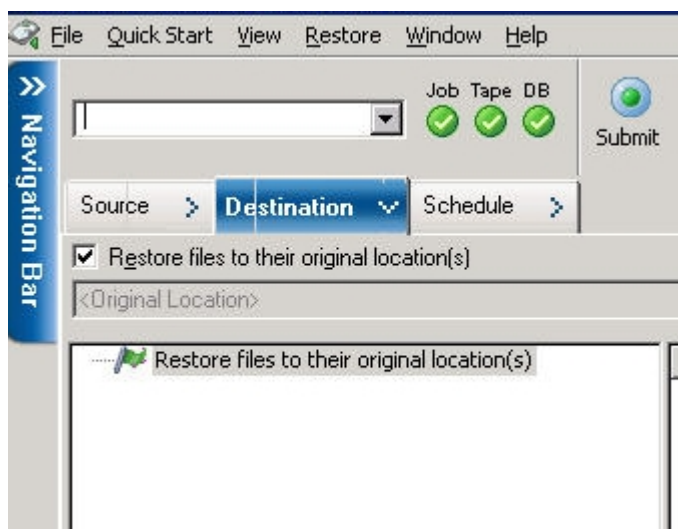 File Quick Start View Restore Window Help
Navigation Bar
Job Tape DB
Submit
Source Destination Schedule
Restore files to their original location(s)
<Original Location>
Restore files to their original location(s)